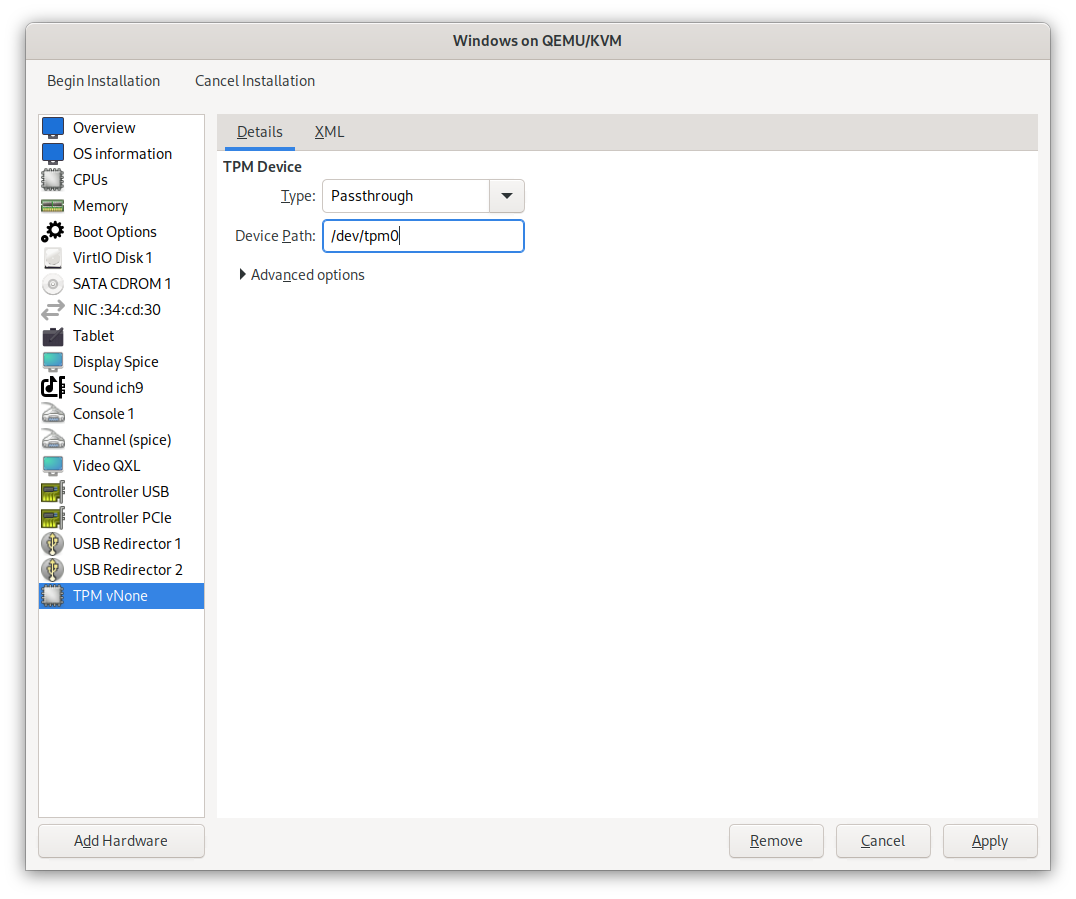 Windows on QEMU/KVM
Begin Installation Cancel Installation
Overview
OS information
CPUs
Memory
Boot Options
VirtIO Disk 1
SATA CDROM 1
NIC :34:cd:30
Tablet
Display Spice
Sound ich9
Console 1
Channel (spice)
Video QXL
Controller USB
Controller PCIe
USB Redirector 1
USB Redirector 2
TPM vNone
Add Hardware
Details XML
TPM Device
Type: Passthrough
Device Path: /dev/tpm0
Advanced options
Remove Cancel Apply